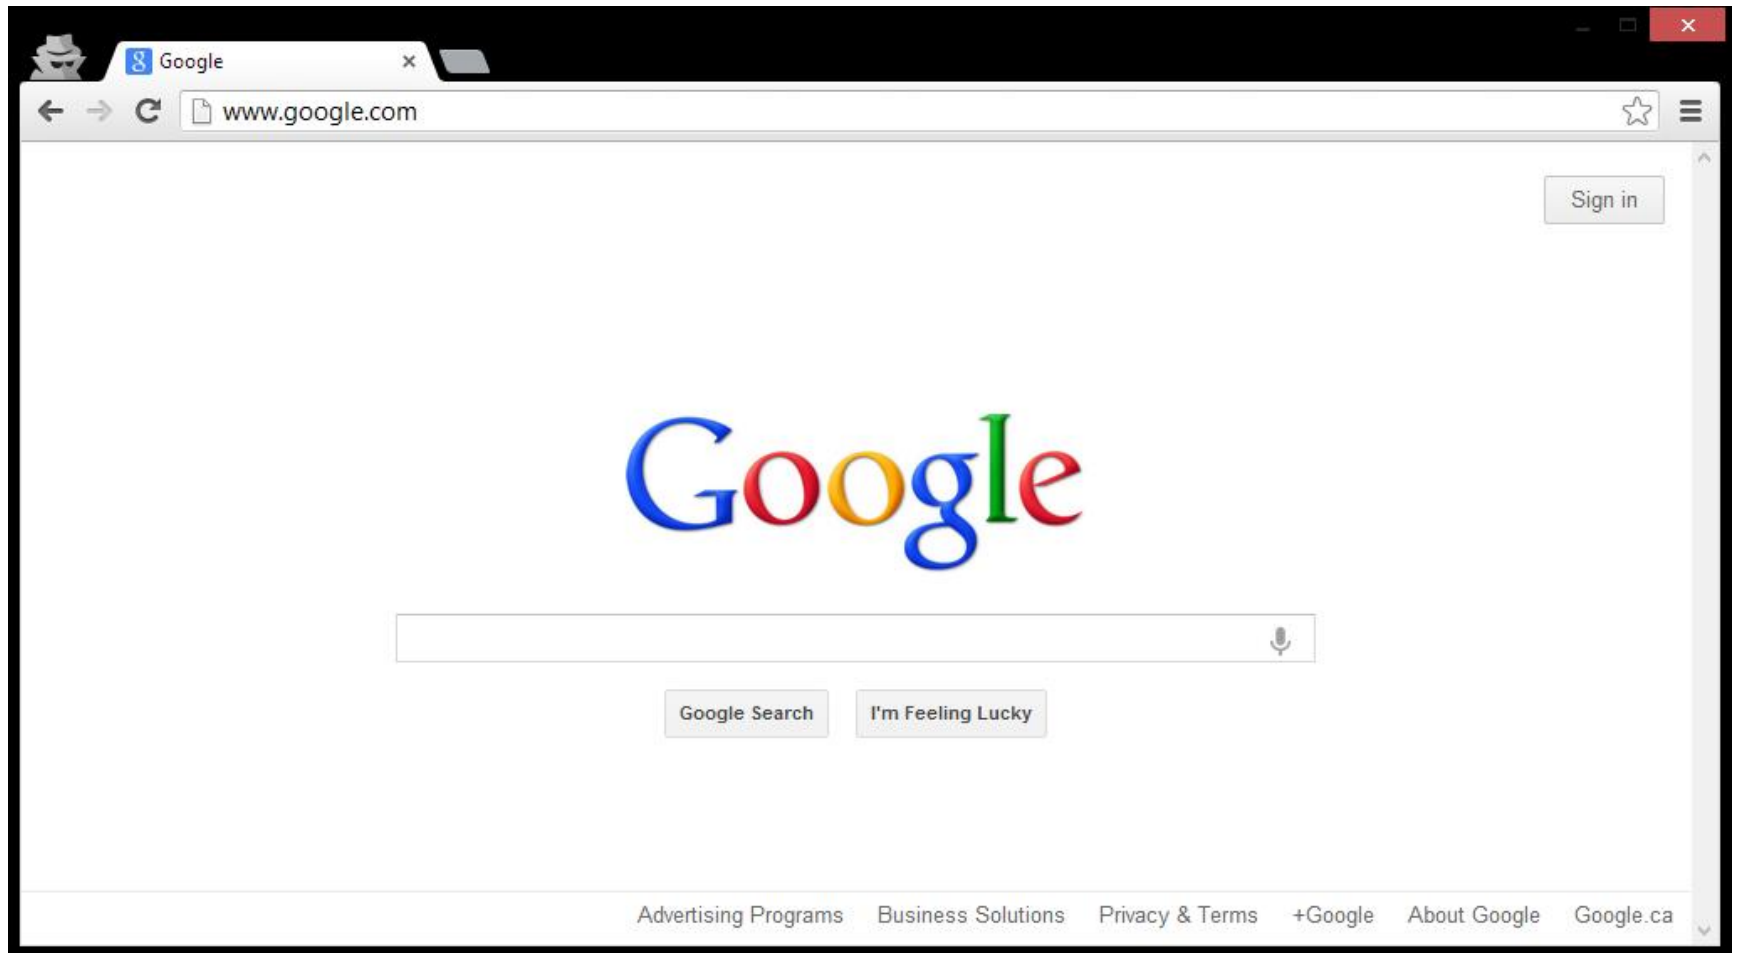 Google
www.google.com
Sign in
Google
Google Search I'm Feeling Lucky
Advertising Programs Business Solutions Privacy & Terms +Google About Google Google.ca